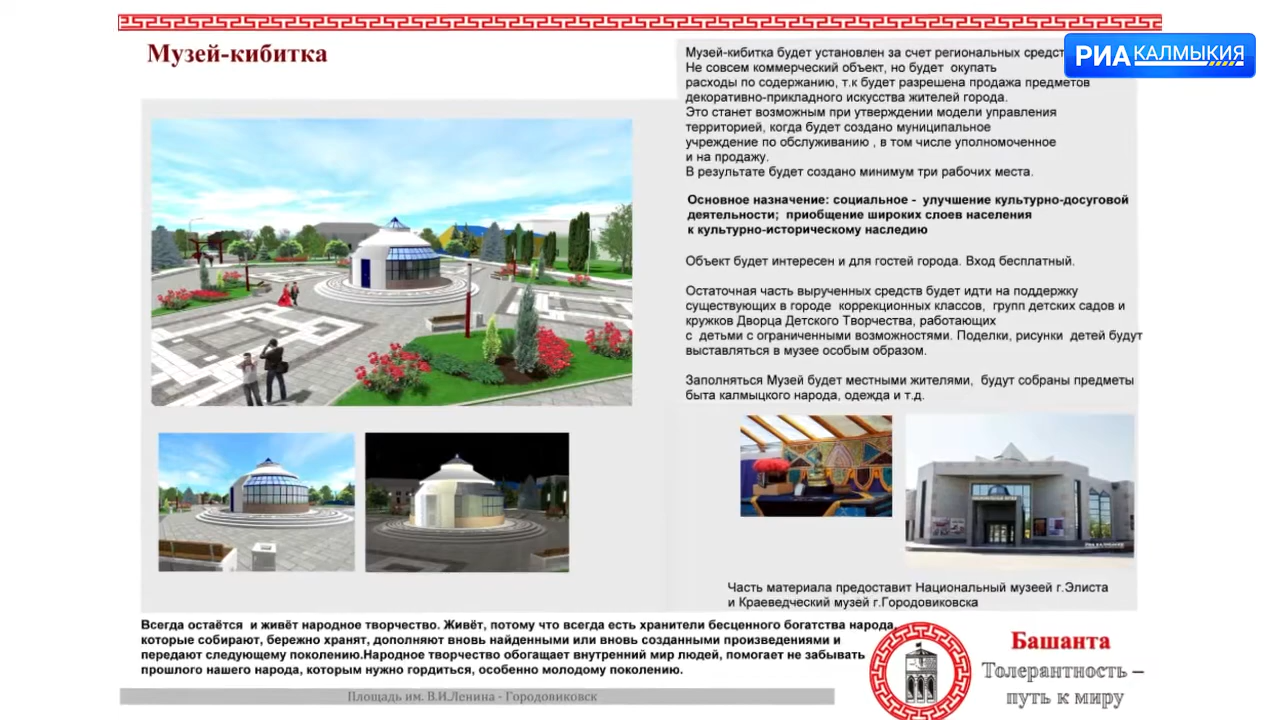 Музей-кибитка
РИА КАЛМЫКИЯ
Музей-кибитка будет установлен за счет региональных средст
Не совсем коммерческий объект, но будет окупать
расходы по содержанию, т.к будет разрешена продажа предметов
декоративно-прикладного искусства жителей города.
Это станет возможным при утверждении модели управления
территорией, когда будет создано муниципальное
учреждение по обслуживанию , в том числе уполномоченное
и на продажу.
В результате будет создано минимум три рабочих места.
Основное назначение: социальное - улучшение культурно-досуговой
деятельности; приобщение широких слоев населения
к культурно-историческому наследию
Объект будет интересен и для гостей города. Вход бесплатный.
Остаточная часть вырученных средств будет идти на поддержку
существующих в городе коррекционных классов, групп детских садов и
кружков Дворца Детского Творчества, работающих
с детьми с ограниченными возможностями. Поделки, рисунки детей будут
выставляться в музее особым образом.
Заполняться Музей будет местными жителями, будут собраны предметы
быта калмыцкого народа, одежда и т.д.
РИА КАЛМЫКИЯ
Часть материала предоставит Национальный музеей г.Элиста
и Краеведческий музей г.Городовиковска
Всегда остаётся и живёт народное творчество. Живёт, потому что всегда есть хранители бесценного богатства народа,
которые собирают, бережно хранят, дополняют вновь найденными или вновь созданными произведениями и
передают следующему поколению.Народное творчество обогащает внутренний мир людей, помогает не забывать
прошлого нашего народа, которым нужно гордиться, особенно молодому поколению.
Площадь им. В.И.Ленина - Городовиковск
Башанта
Толерантность –
путь к миру